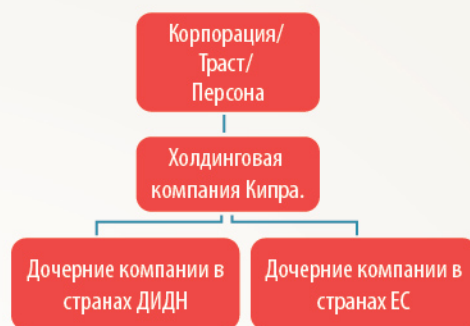 Корпорация/
Траст/
Персона
Холдинговая
компания Кипра.
Дочерние компании в
странах ДИДН
Дочерние компании в
странах ЕС